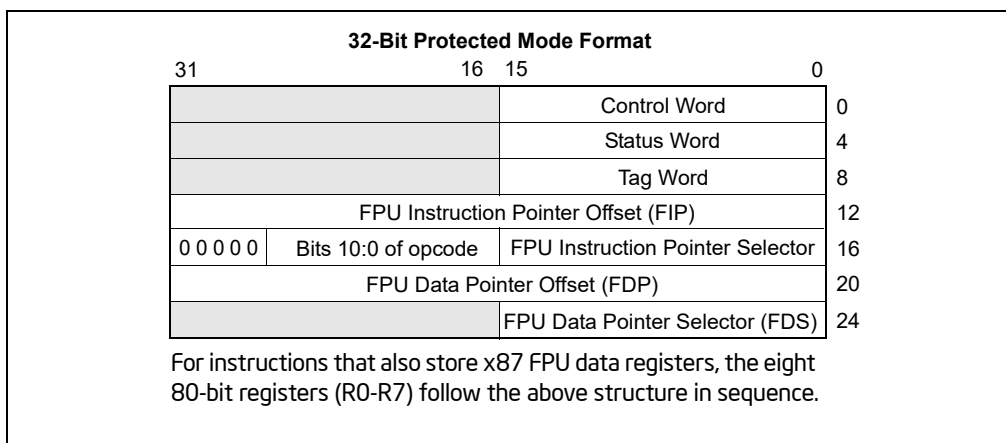 32-Bit Protected Mode Format
31 16 15 0
Control Word 0
Status Word 4
Tag Word 8
FPU Instruction Pointer Offset (FIP) 12
0 0 0 0 0 Bits 10:0 of opcode FPU Instruction Pointer Selector 16
FPU Data Pointer Offset (FDP) 20
FPU Data Pointer Selector (FDS) 24
For instructions that also store x87 FPU data registers, the eight
80-bit registers (R0-R7) follow the above structure in sequence.